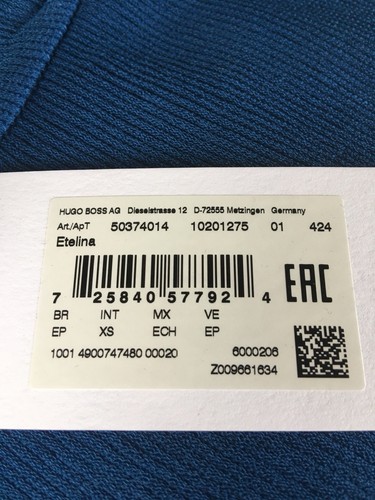 HUGO BOSS AG Dieselstrasse 12 D-72555 Metzingen Germany
Art./АрТ 50374014 10201275 01 424
Etelina
7 25840 57792 4 EAC
BR INT MX VE
EP XS ECH EP
1001 4900747480 00020 6000206
Z009661634